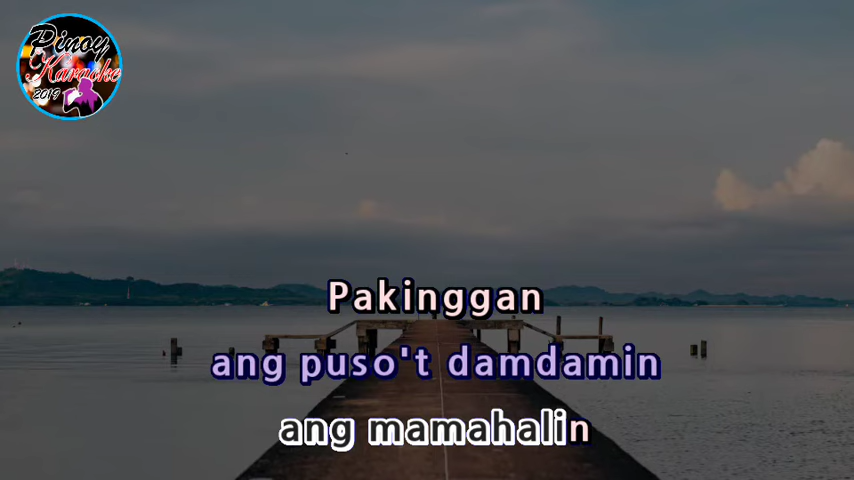 Pinoy
Karaoke
2019
Pakinggan
ang puso't damdamin
ang mamahalin